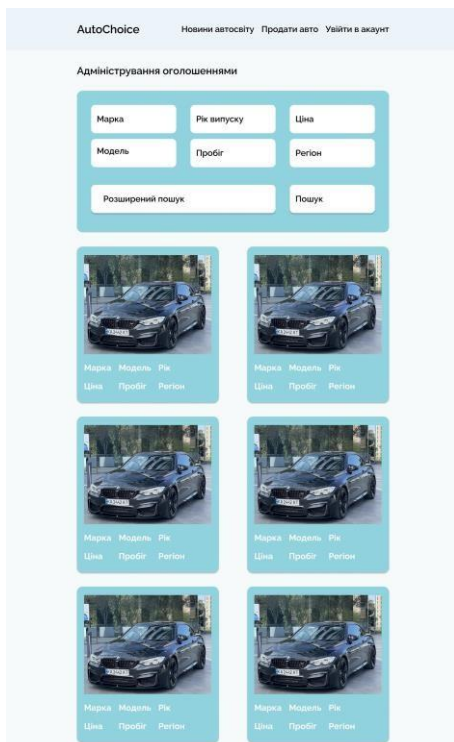 AutoChoice Новини автосвіту Продати авто Увійти в акаунт
Адміністрування оголошеннями
Марка Рік випуску Ціна
Модель Пробіг Регіон
Розширений пошук Пошук
Марка Модель Рік Марка Модель Рік
Ціна Пробіг Регіон Ціна Пробіг Регіон
Марка Модель Рік Марка Модель Рік
Ціна Пробіг Регіон Ціна Пробіг Регіон
Марка Модель Рік Марка Модель Рік
Ціна Пробіг Регіон Ціна Пробіг Регіон